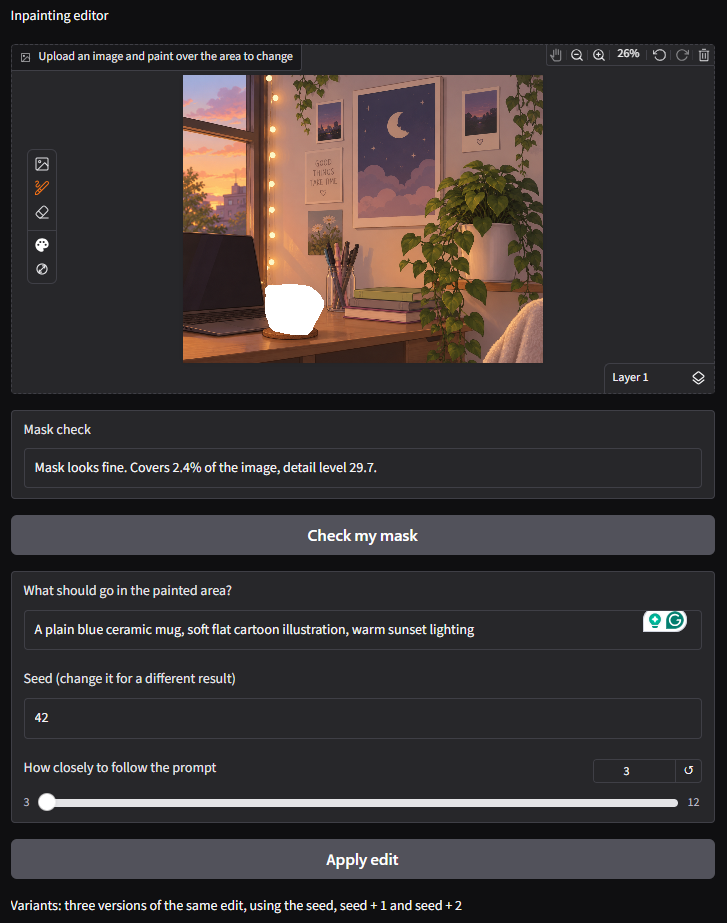 Inpainting editor
Upload an image and paint over the area to change
26%
GOOD
THINGS
TAKE TIME
Layer 1
Mask check
Mask looks fine. Covers 2.4% of the image, detail level 29.7.
Check my mask
What should go in the painted area?
A plain blue ceramic mug, soft flat cartoon illustration, warm sunset lighting
Seed (change it for a different result)
42
How closely to follow the prompt
3
3
12
Apply edit
Variants: three versions of the same edit, using the seed, seed + 1 and seed + 2